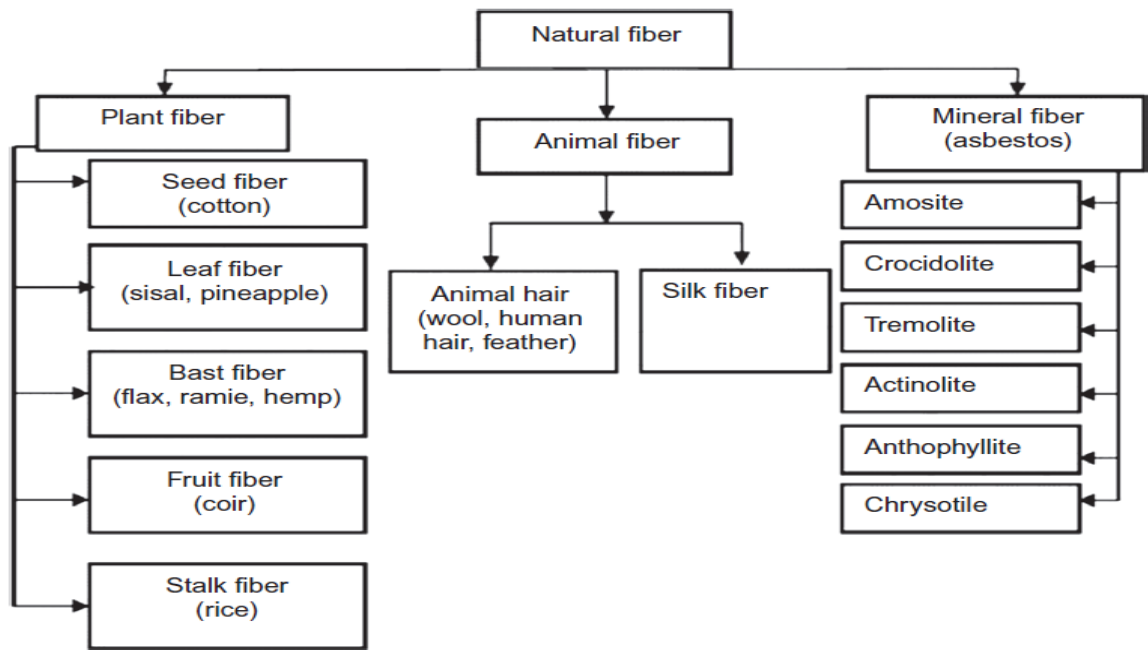 Natural fiber
Plant fiber
Seed fiber
(cotton)
Leaf fiber
(sisal, pineapple)
Bast fiber
(flax, ramie, hemp)
Fruit fiber
(coir)
Stalk fiber
(rice)
Animal fiber
Animal hair
(wool, human
hair, feather)
Silk fiber
Mineral fiber
(asbestos)
Amosite
Crocidolite
Tremolite
Actinolite
Anthophyllite
Chrysotile